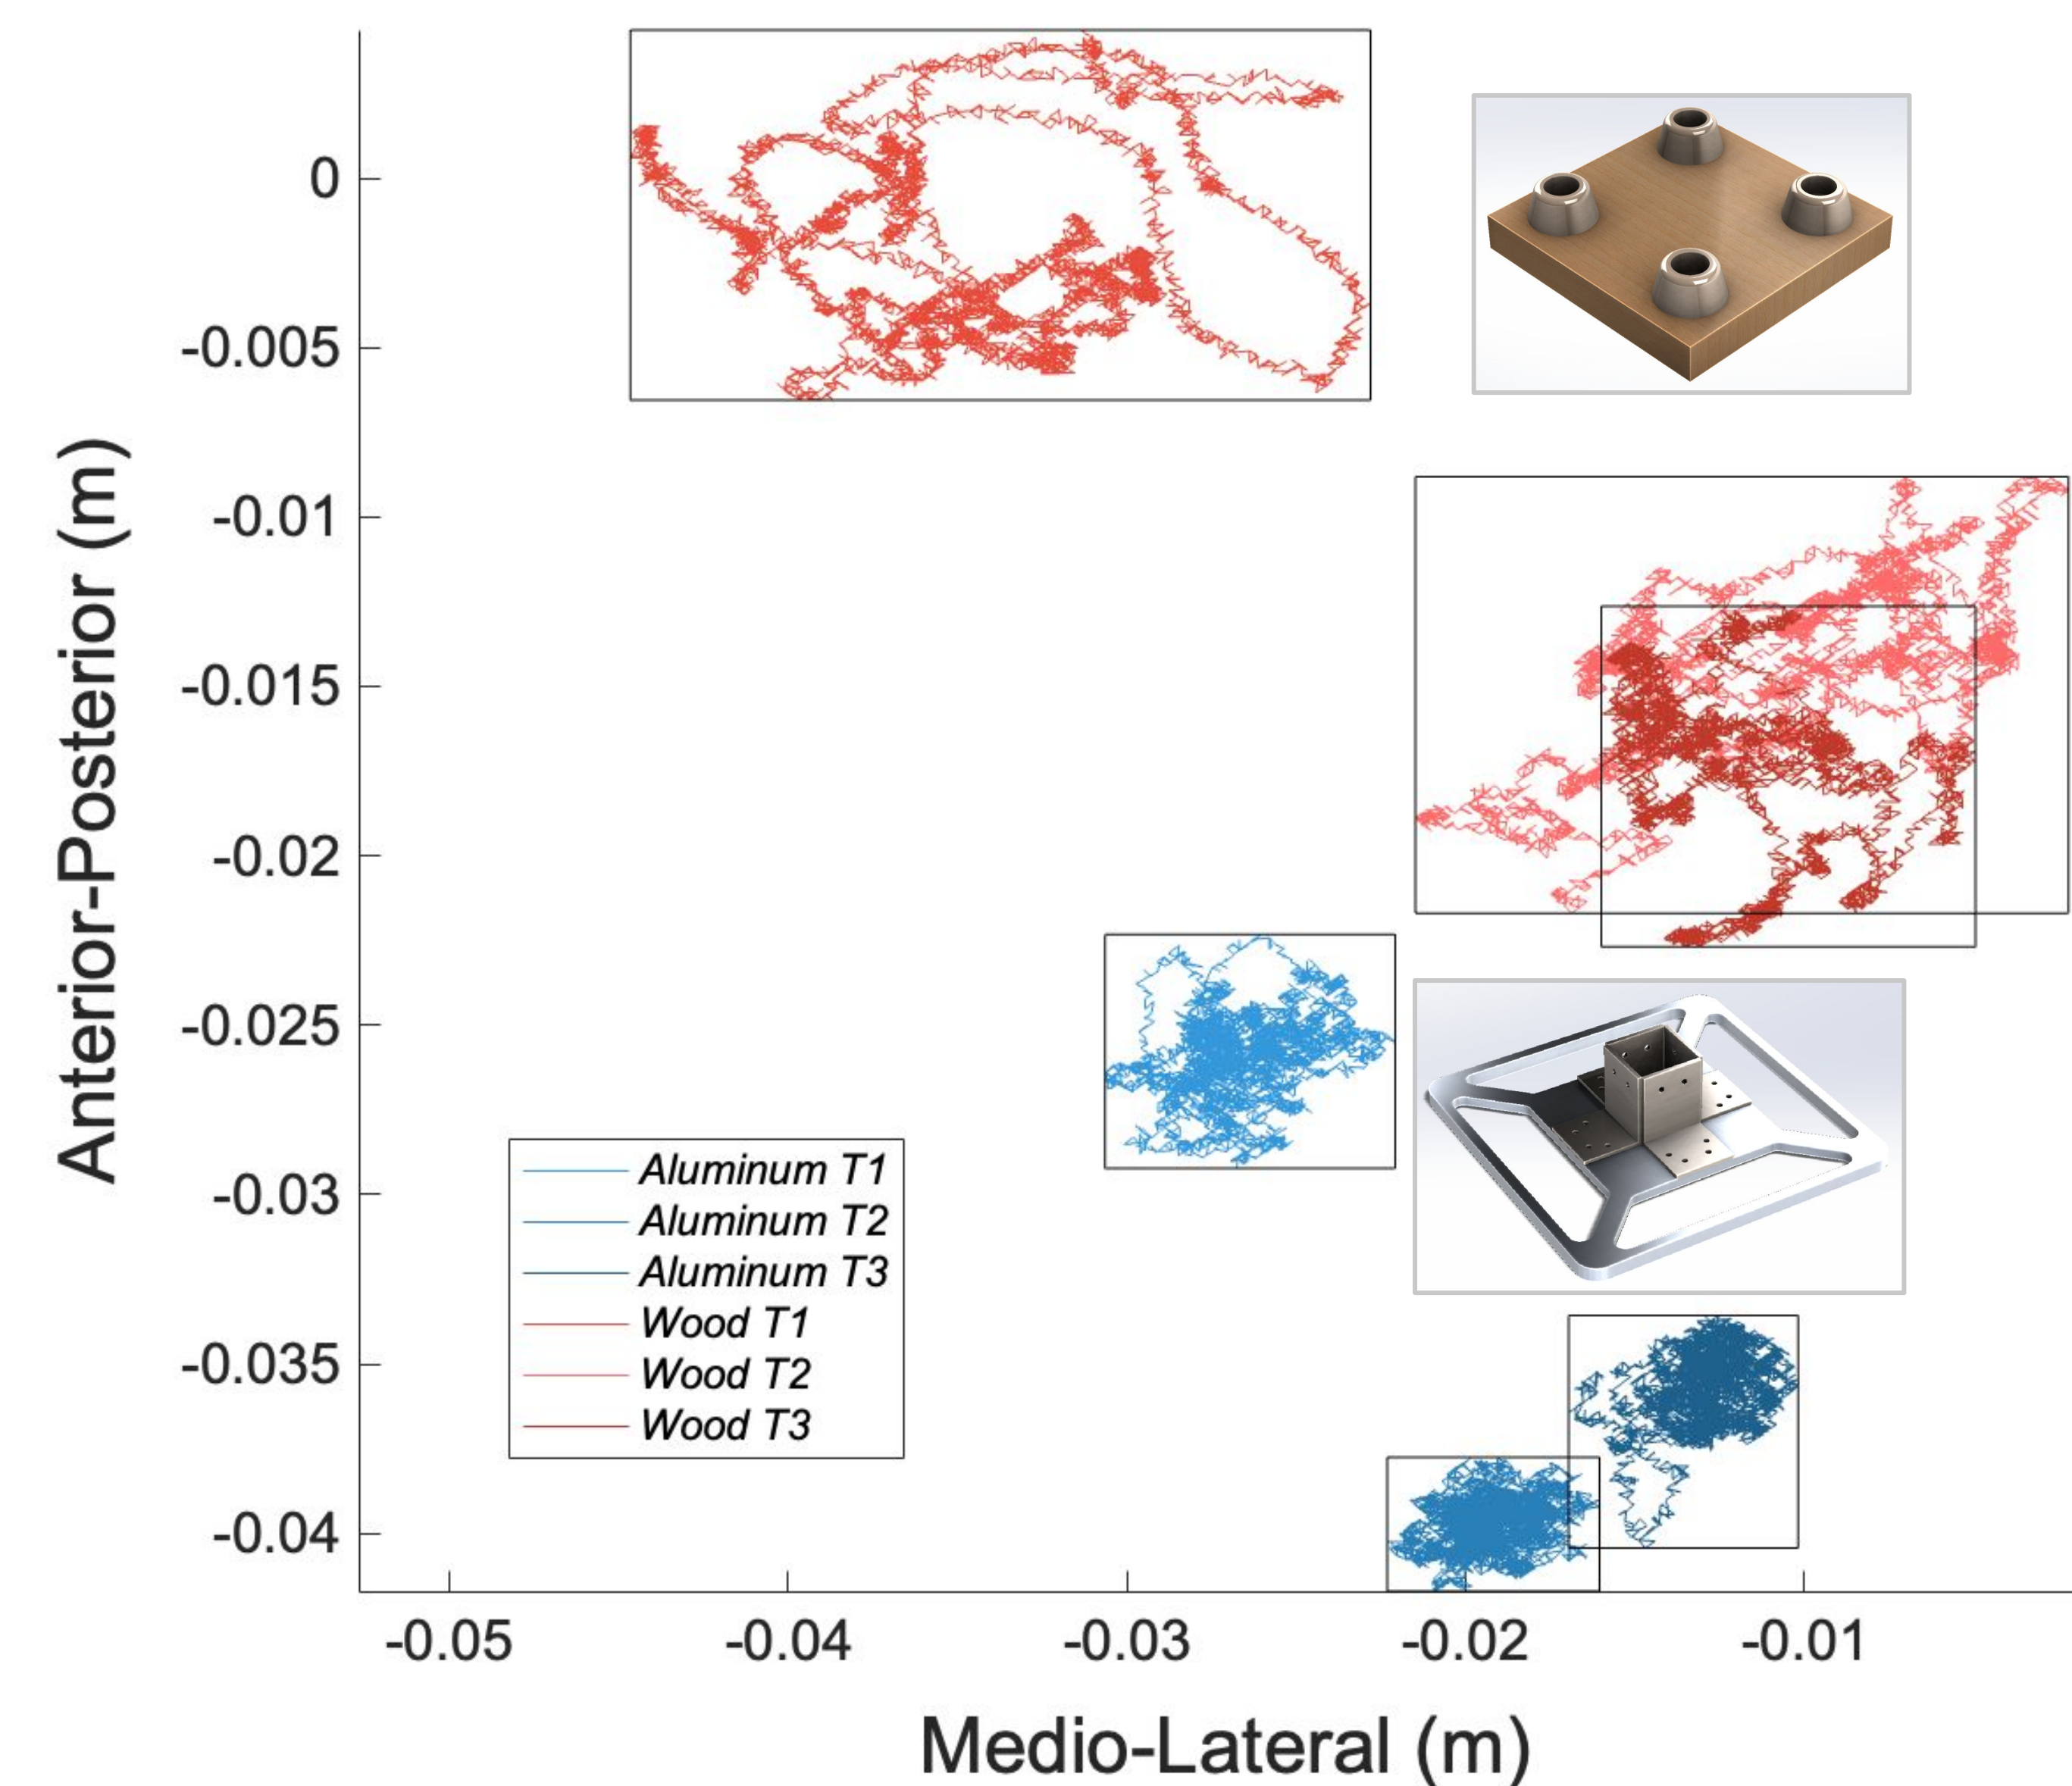 Anterior-Posterior (m)
0
-0.005
-0.01
-0.015
-0.02
-0.025
-0.03
-0.035
-0.04
Aluminum T1
Aluminum T2
Aluminum T3
Wood T1
Wood T2
Wood T3
-0.05
-0.04
-0.03
-0.02
-0.01
Medio-Lateral (m)